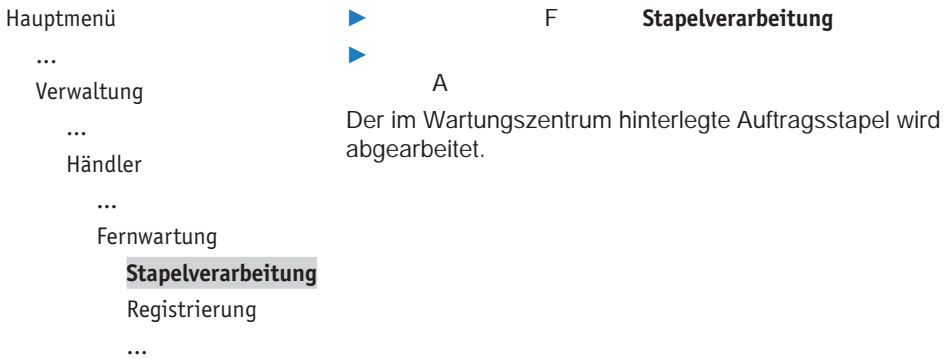 Hauptmenü
...
Verwaltung
...
Händler
...
Fernwartung
Stapelverarbeitung
Registrierung
...
► F Stapelverarbeitung
►
A
Der im Wartungszentrum hinterlegte Auftragsstapel wird
abgearbeitet.